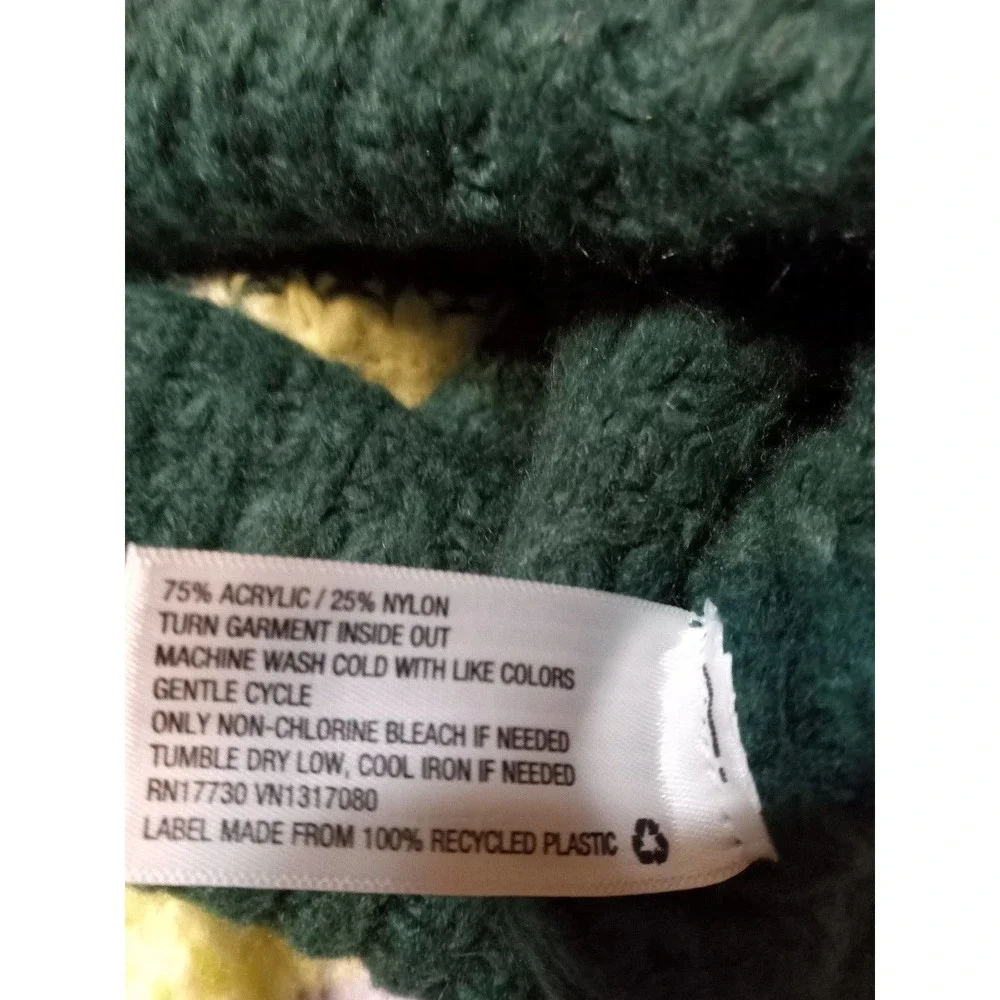 75% ACRYLIC / 25% NYLON
TURN GARMENT INSIDE OUT
MACHINE WASH COLD WITH LIKE COLORS
GENTLE CYCLE
ONLY NON-CHLORINE BLEACH IF NEEDED
TUMBLE DRY LOW, COOL IRON IF NEEDED
RN17730 VN1317080
LABEL MADE FROM 100% RECYCLED PLASTIC